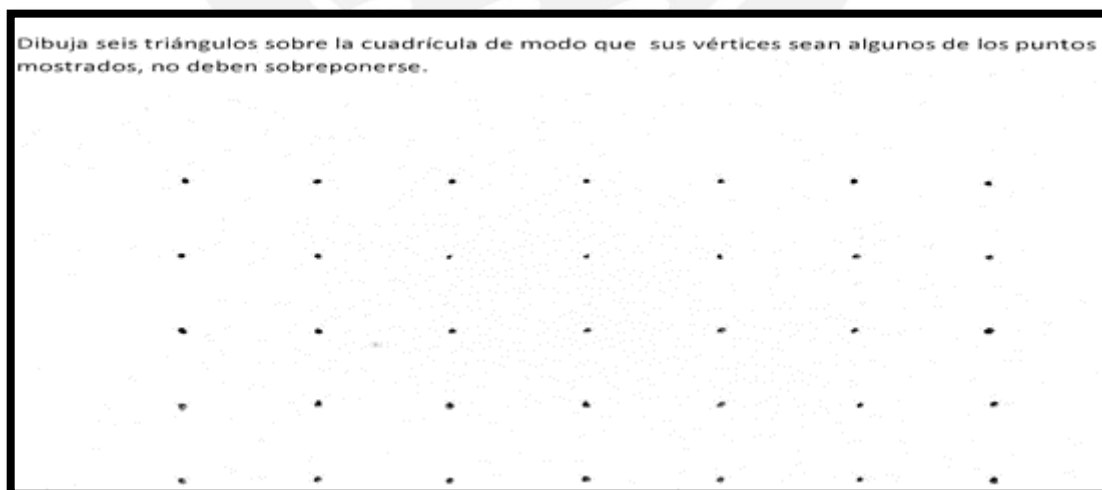 Dibuja seis triángulos sobre la cuadrícula de modo que sus vértices sean algunos de los puntos
mostrados, no deben sobreponerse.